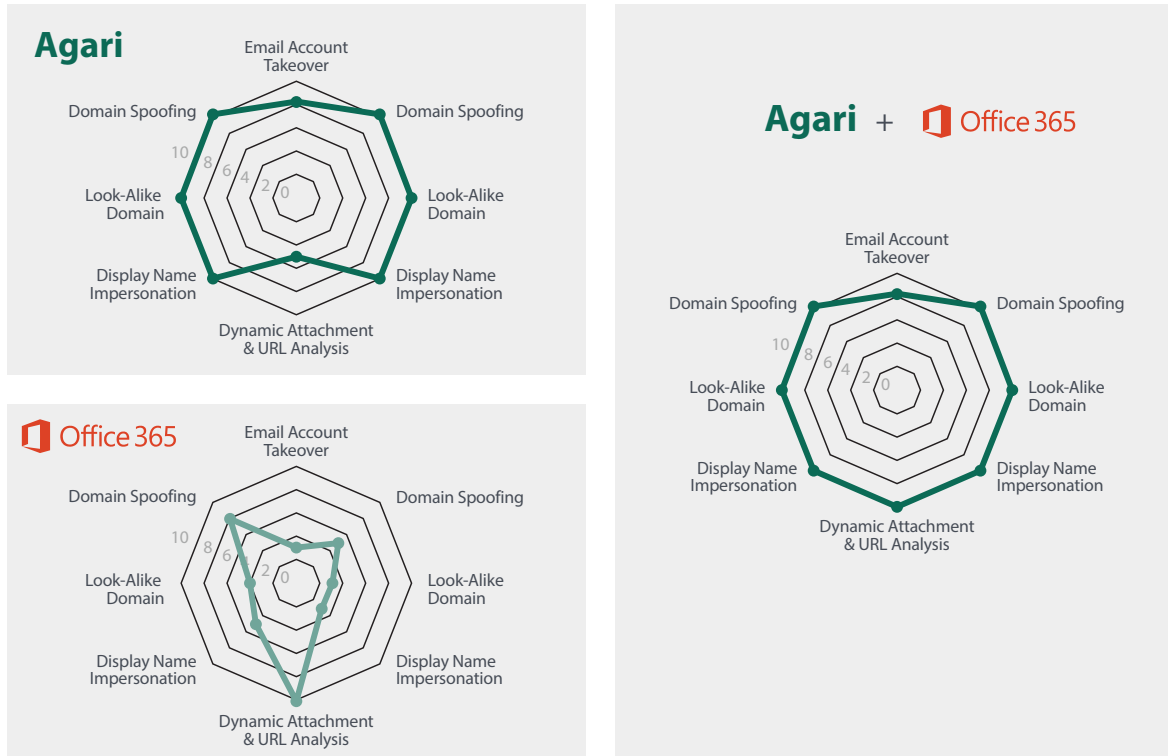 Agari
Email Account
Takeover
Domain Spoofing
Domain Spoofing
10
8
6
4
2
0
Look-Alike
Domain
Look-Alike
Domain
Display Name
Impersonation
Display Name
Impersonation
Dynamic Attachment
& URL Analysis
Office 365
Email Account
Takeover
Domain Spoofing
Domain Spoofing
10
8
6
4
2
0
Look-Alike
Domain
Look-Alike
Domain
Display Name
Impersonation
Display Name
Impersonation
Dynamic Attachment
& URL Analysis
Agari + Office 365
Email Account
Takeover
Domain Spoofing
Domain Spoofing
10
8
6
4
2
0
Look-Alike
Domain
Look-Alike
Domain
Display Name
Impersonation
Display Name
Impersonation
Dynamic Attachment
& URL Analysis